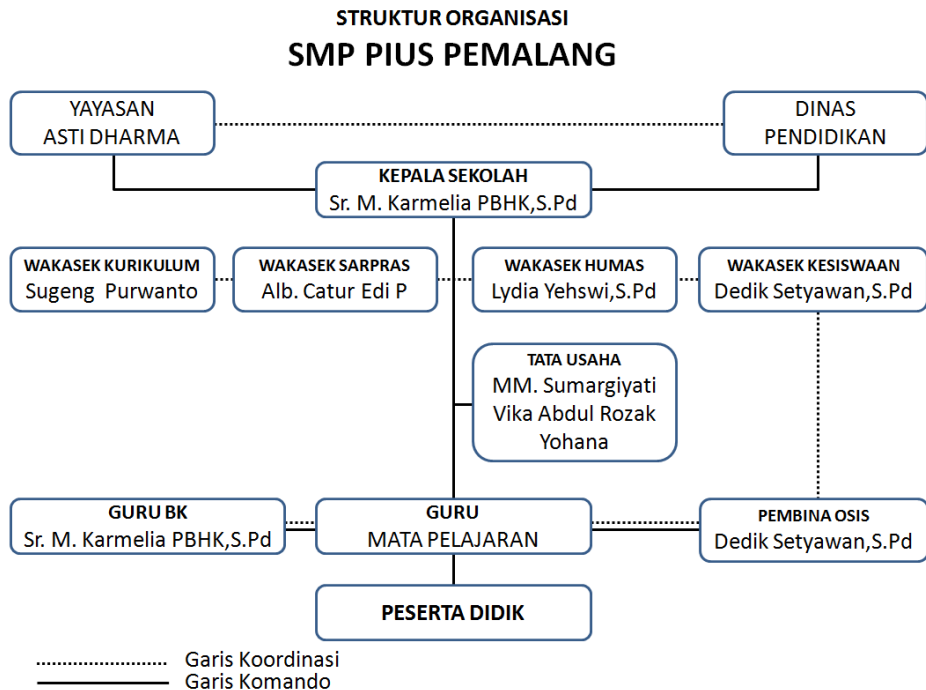 STRUKTUR ORGANISASI
SMP PIUS PEMALANG
YAYASAN
ASTI DHARMA
DINAS
PENDIDIKAN
KEPALA SEKOLAH
Sr. M. Karmelia PBHK,S.Pd
WAKASEK KURIKULUM
Sugeng Purwanto
WAKASEK SARPRAS
Alb. Catur Edi P
WAKASEK HUMAS
Lydia Yehswi,S.Pd
WAKASEK KESISWAAN
Dedik Setyawan,S.Pd
TATA USAHA
MM. Sumargiyati
Vika Abdul Rozak
Yohana
GURU BK
Sr. M. Karmelia PBHK,S.Pd
GURU
MATA PELAJARAN
PEMBINA OSIS
Dedik Setyawan,S.Pd
PESERTA DIDIK
Garis Koordinasi
Garis Komando